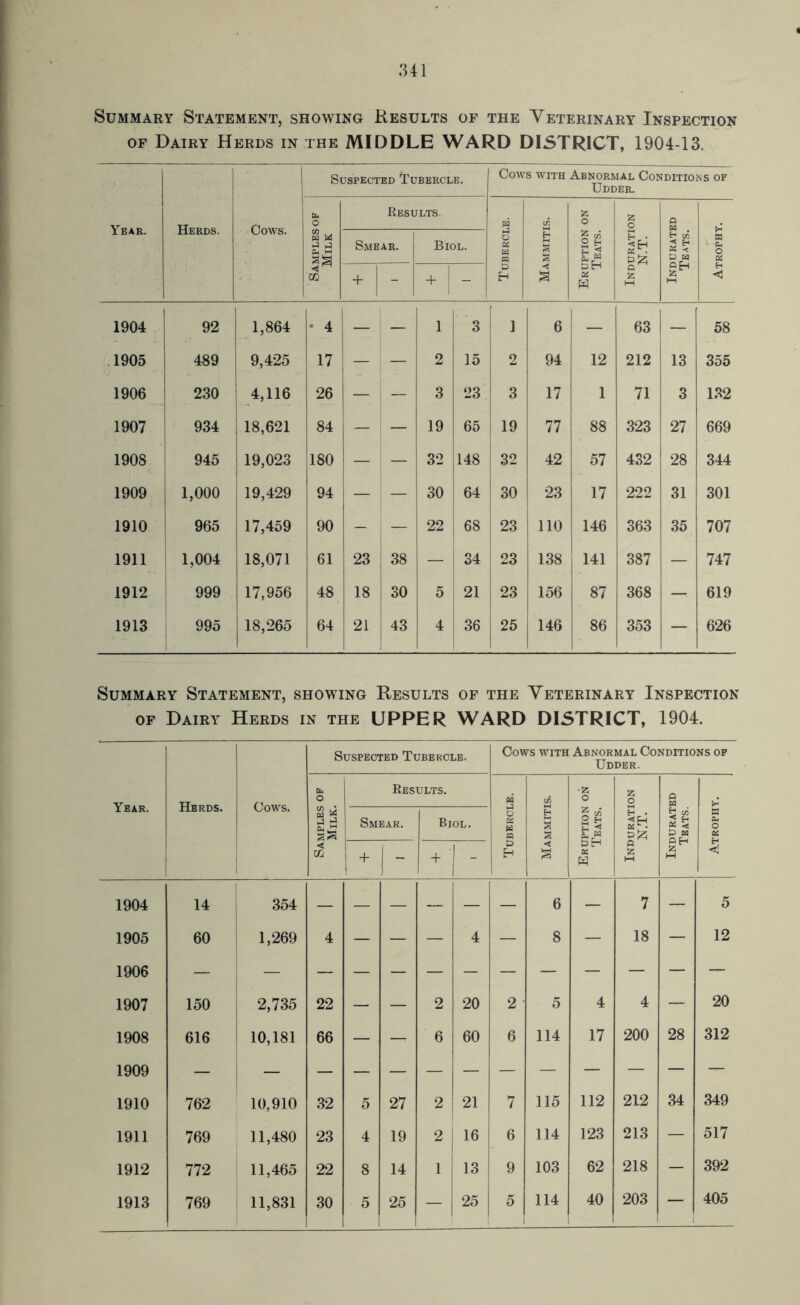 341
Summary Statement, showing Results of the Veterinary Inspection
of Dairy Herds in the MIDDLE WARD DISTRICT, 1904-13.
Year. Herds. Cows. Suspected Tubercle. Cows with Abnormal Conditions of Udder.
Samples of Milk Results. Tubercle. Mammitis. Eruption on Teats. Induration N.T. Indurated Teats. Atrophy.
Smear. Biol.
+ - + -
1904 92 1,864 4 — — 1 3 1 6 — 63 — 58
1905 489 9,425 17 — — 2 15 2 94 12 212 13 355
1906 230 4,116 26 — — 3 23 3 17 1 71 3 132
1907 934 18,621 84 — — 19 65 19 77 88 323 27 669
1908 945 19,023 180 — — 32 148 32 42 57 432 28 344
1909 1,000 19,429 94 — — 30 64 30 23 17 222 31 301
1910 965 17,459 90 — — 22 68 23 110 146 363 35 707
1911 1,004 18,071 61 23 38 — 34 23 138 141 387 — 747
1912 999 17,956 48 18 30 5 21 23 156 87 368 — 619
1913 995 18,265 64 21 43 4 36 25 146 86 353 — 626
Summary Statement, showing Results of the Veterinary Inspection
of Dairy Herds in the UPPER WARD DISTRICT, 1904.
Year. Herds. Cows. Suspected Tubercle. Cows with Abnormal Conditions of Udder.
Samples of Milk. Results. Tubercle. Mammitis. Eruption on Teats. Induration N.T. Indurated Teats. Atrophy.
Smear. Biol.
+ - + -
1904 14 354 — — — — — — 6 — 7 — 5
1905 60 1,269 4 — — — 4 — 8 — 18 — 12
1906 — — — — — — — — — — — — —
1907 150 2,735 22 — — 2 20 2 5 4 4 — 20
1908 616 10,181 66 — — 6 60 6 114 17 200 28 312
1909 — — — — — — — — — — — — —
1910 762 10,910 32 5 27 2 21 7 115 112 212 34 349
1911 769 11,480 23 4 19 2 16 6 114 123 213 — 517
1912 772 11,465 22 8 14 1 13 9 103 62 218 — 392
1913 769 11,831 30 5 25 — 25 5 114 40 203 — 405